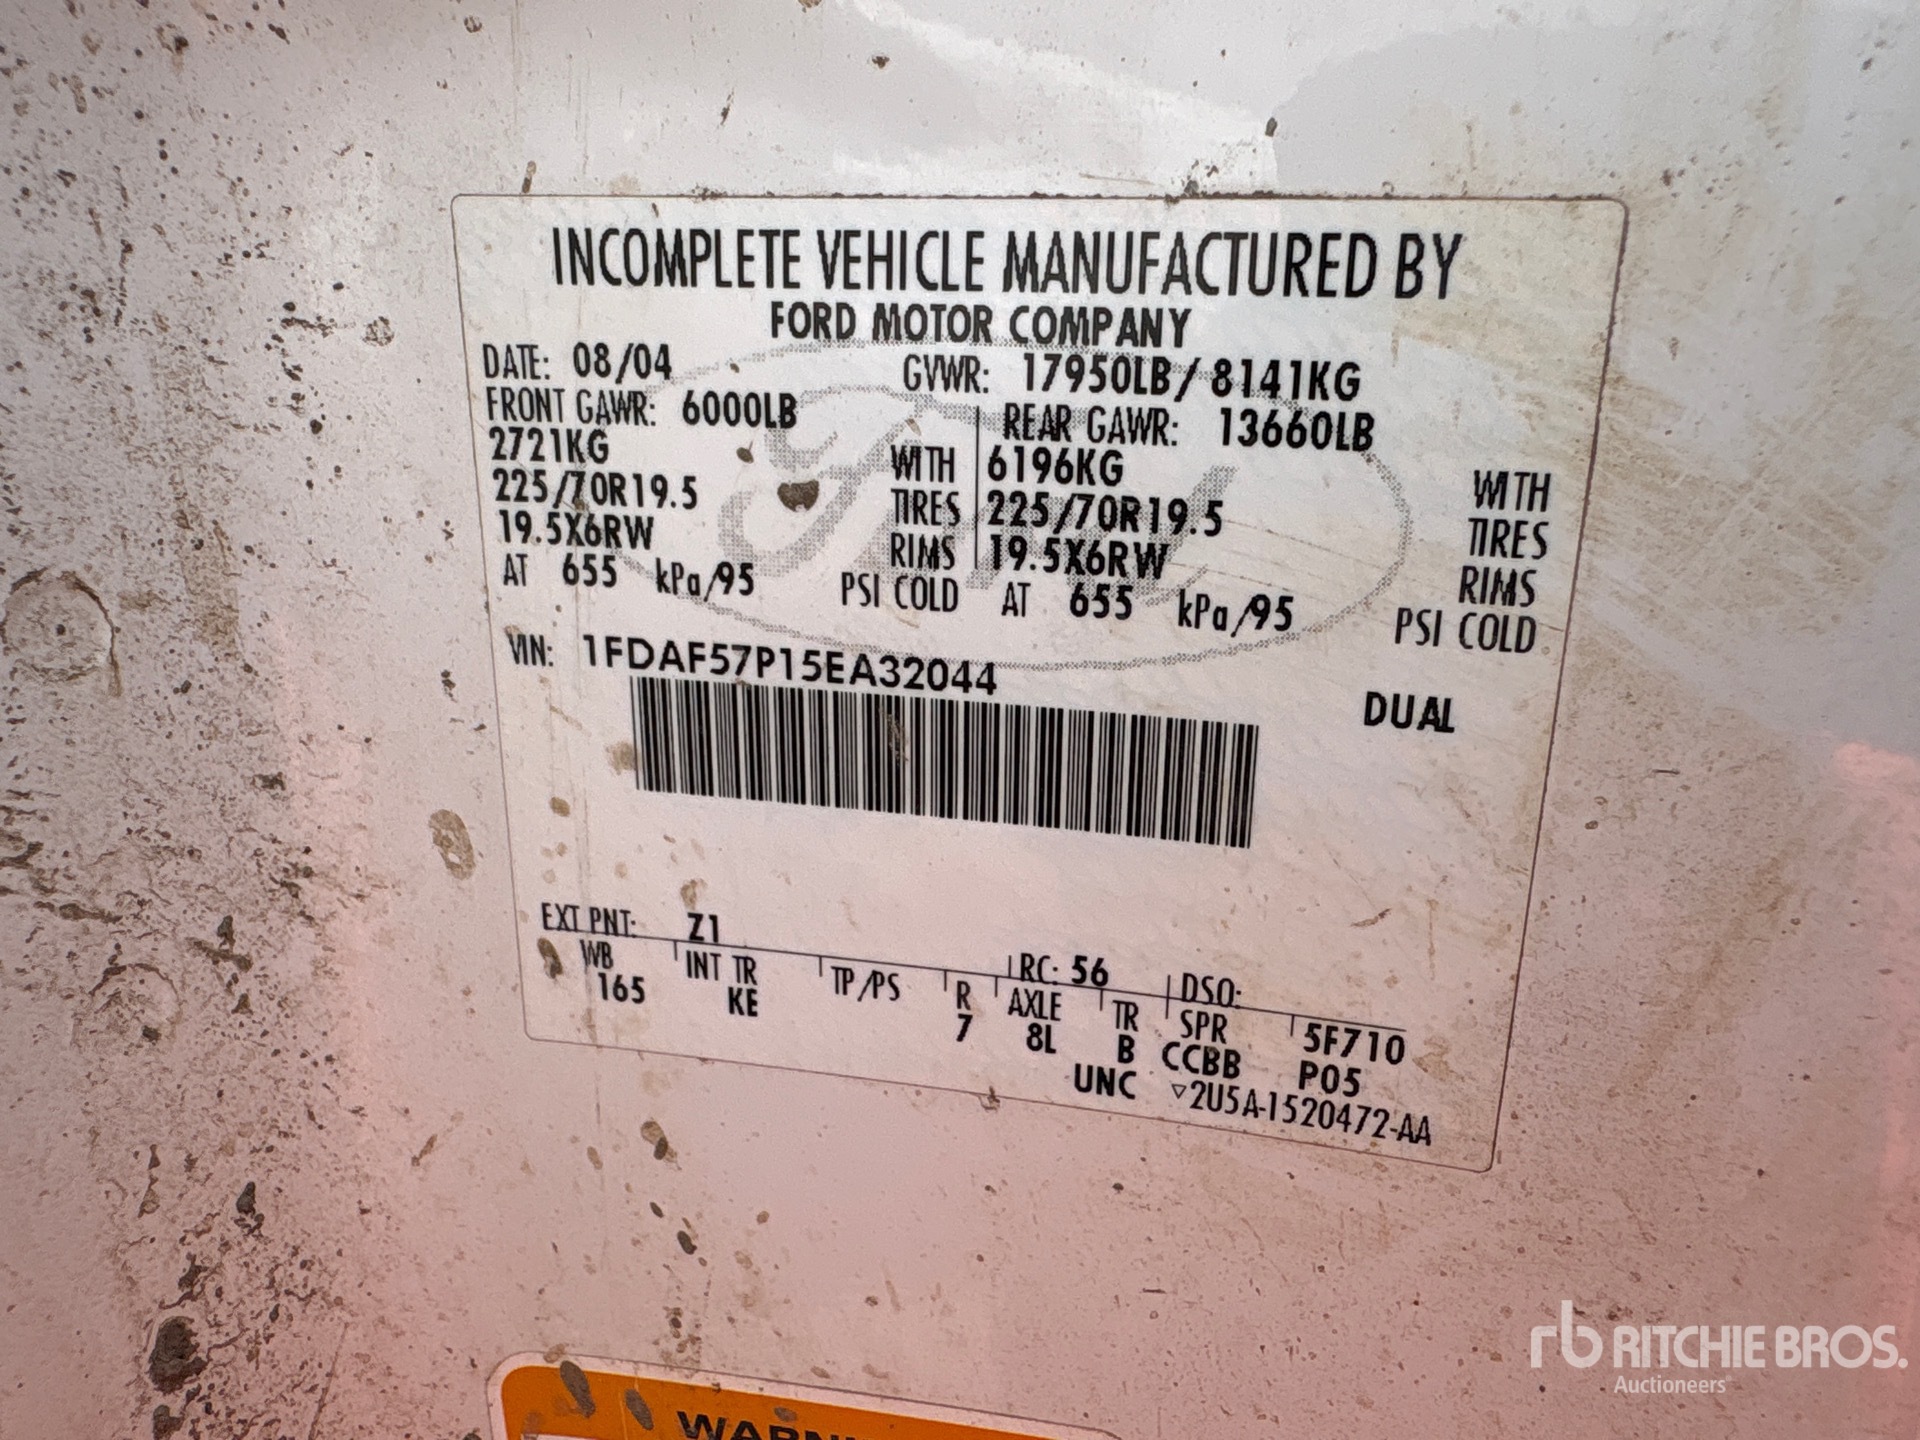 INCOMPLETE VEHICLE MANUFACTURED BY
FORD MOTOR COMPANY
DATE: 08/04 GVWR: 17950LB/ 8141KG
FRONT GAWR: 6000LB REAR GAWR: 13660LB
2721KG WITH 6196KG WITH
225/70R19.5 TIRES 225/70R19.5 TIRES
19.5X6RW RIMS 19.5X6RW RIMS
AT 655 kPa/95 PSI COLD AT 655 kPa/95 PSI COLD
VIN: 1FDAF57P15EA32044
DUAL
EXT PNT: Z1 RC: 56 DSO:
WB INT TR TP/PS R AXLE TR SPR 5F710
165 KE 7 8L B CCBB P05
UNC ▽2U5A-1520472-AA
rb RITCHIE BROS.
Auctioneers